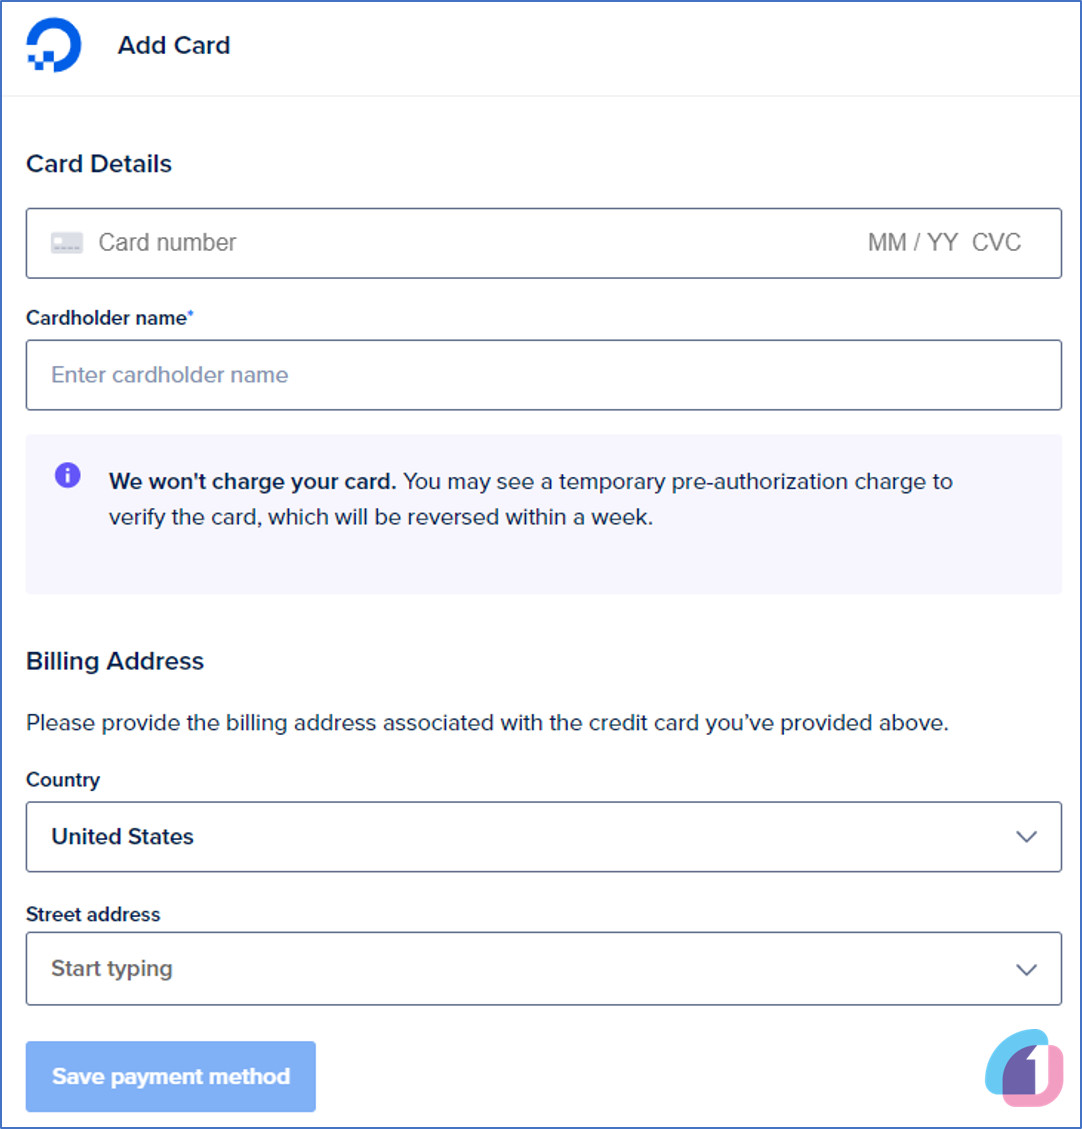 Add Card
Card Details
Card number MM / YY CVC
Cardholder name*
Enter cardholder name
We won't charge your card. You may see a temporary pre-authorization charge to
verify the card, which will be reversed within a week.
Billing Address
Please provide the billing address associated with the credit card you’ve provided above.
Country
United States
Street address
Start typing
Save payment method
1